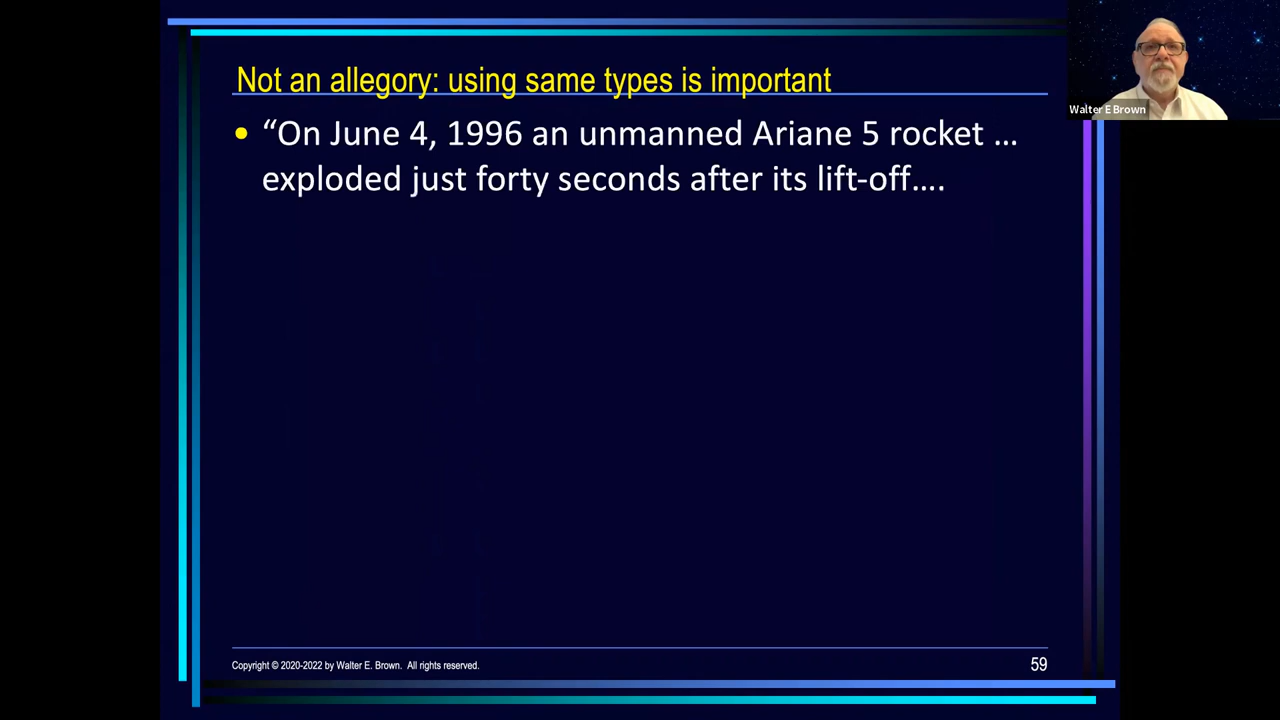 Not an allegory: using same types is important
Walter E Brown
• “On June 4, 1996 an unmanned Ariane 5 rocket …
exploded just forty seconds after its lift-off….
Copyright © 2020-2022 by Walter E. Brown. All rights reserved.
59